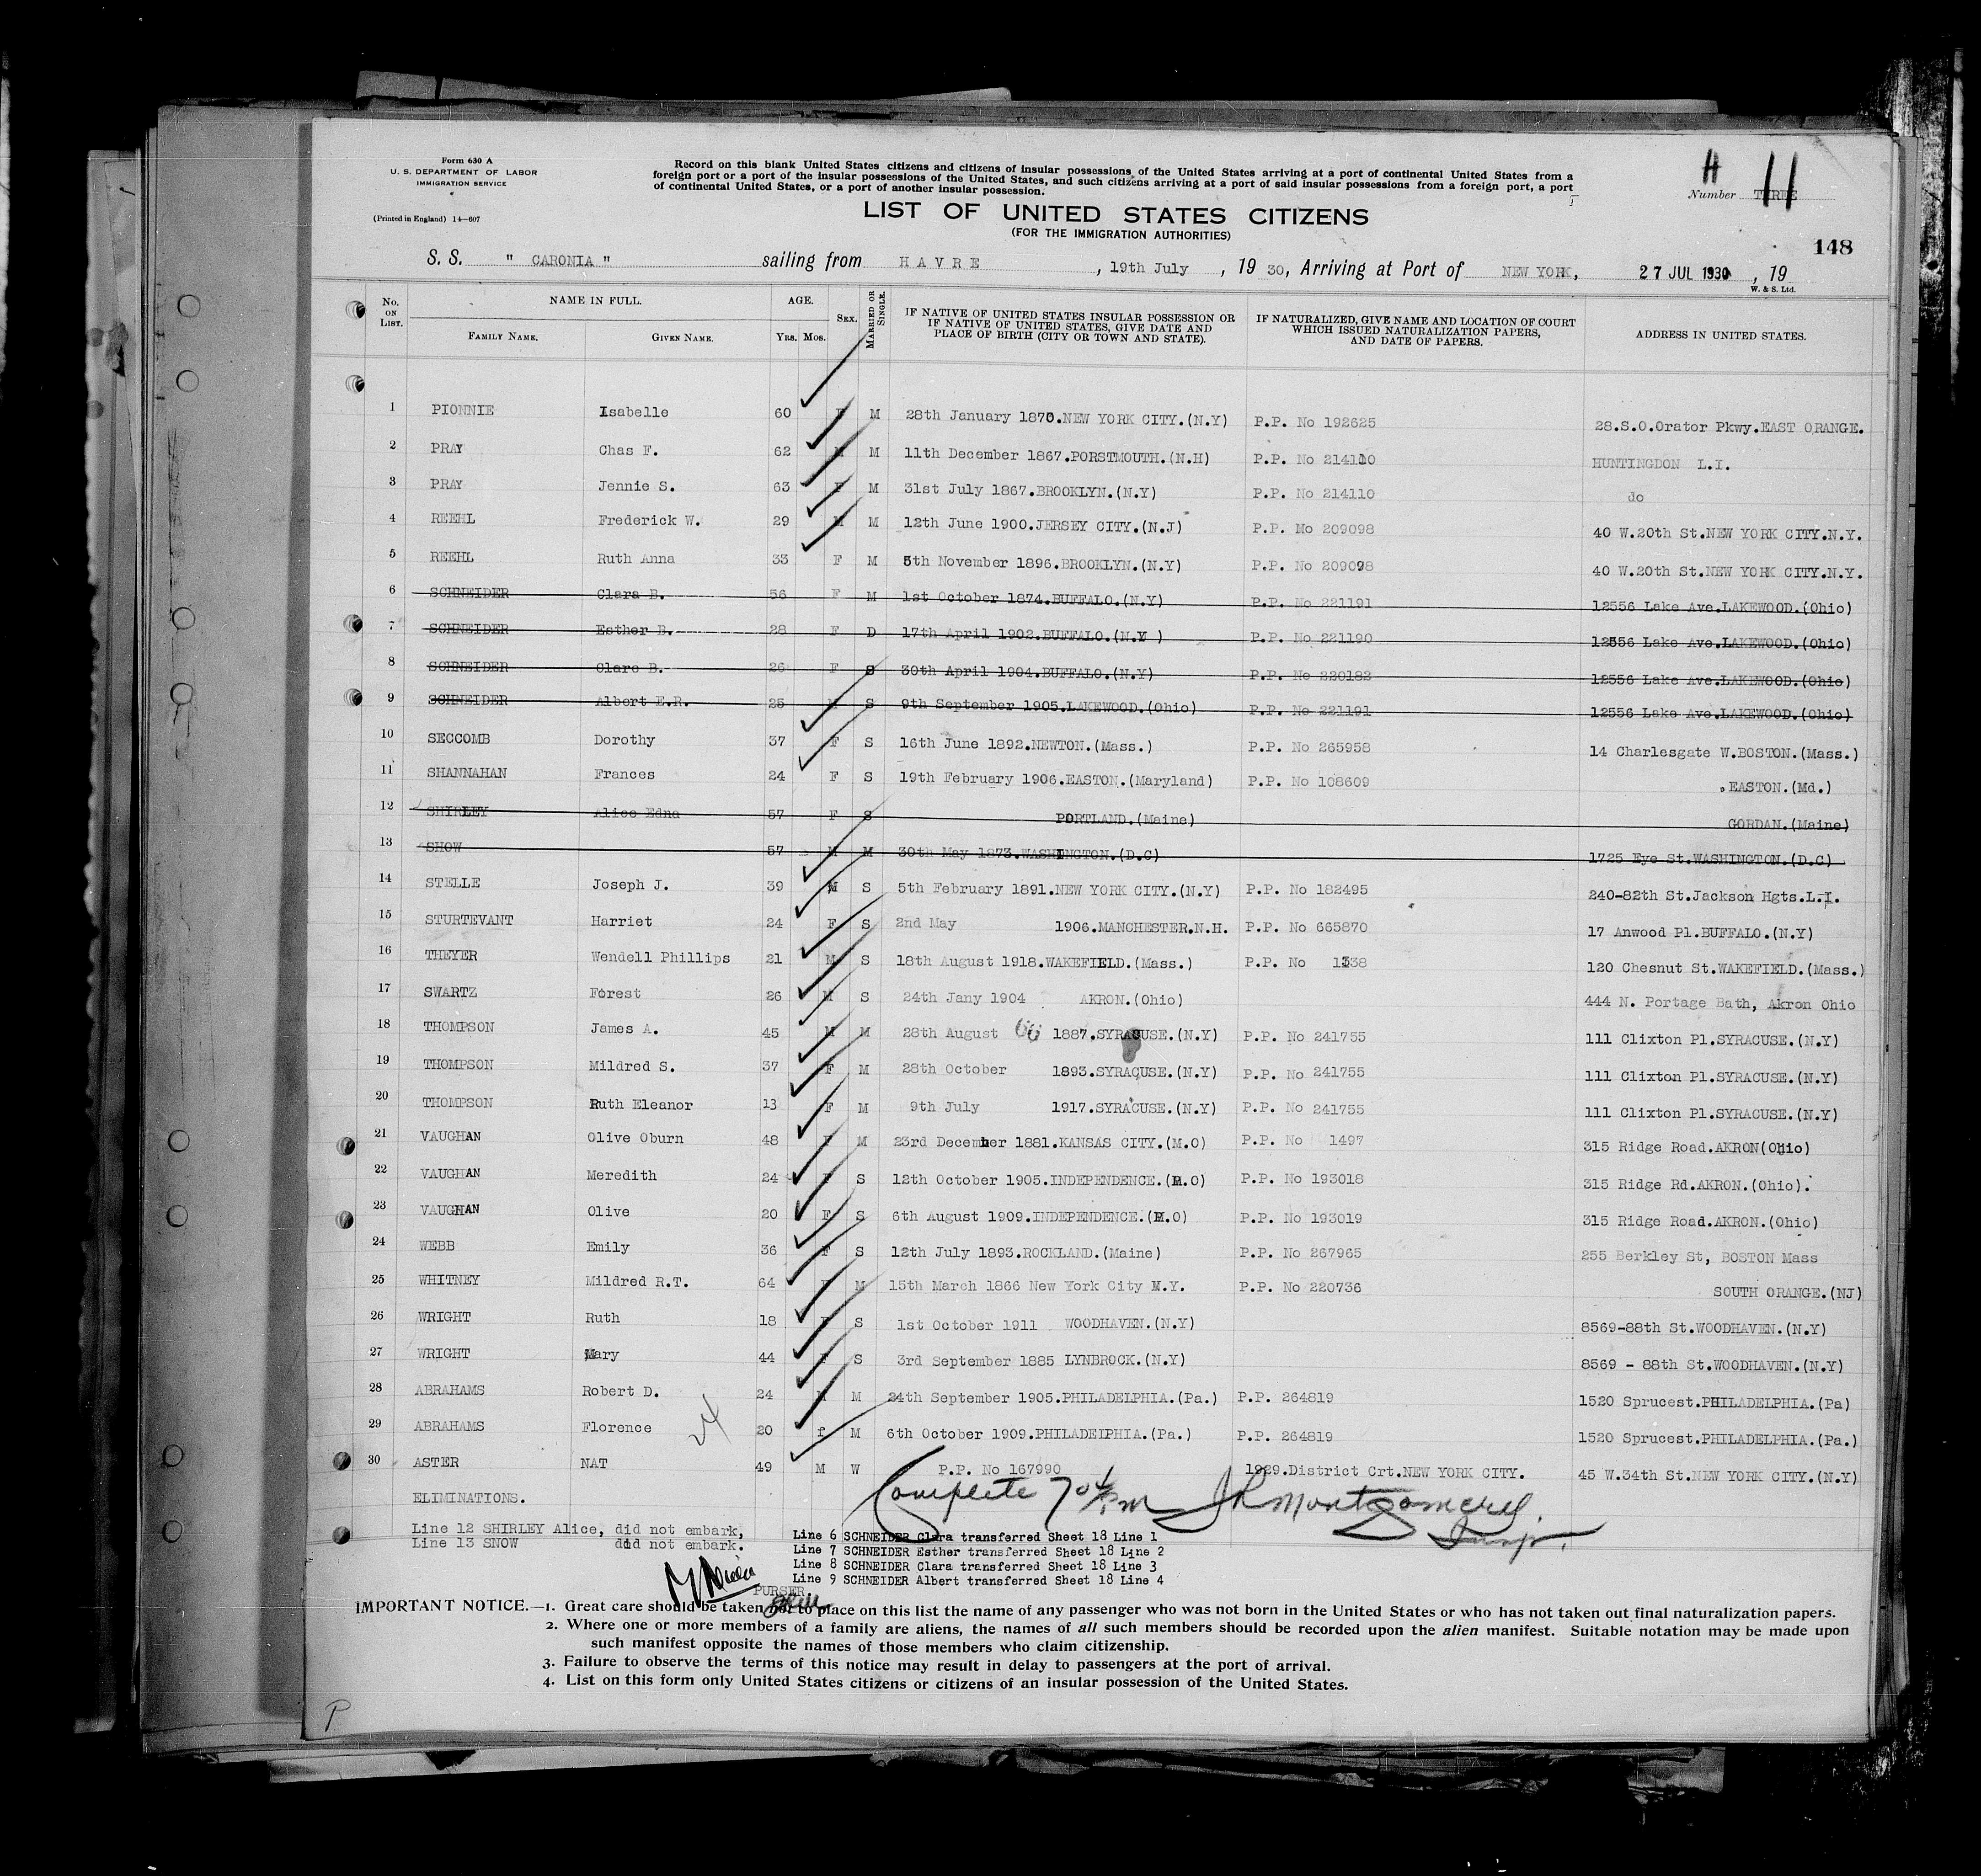 Form 630 A
U. S. DEPARTMENT OF LABOR
IMMIGRATION SERVICE
(Printed in England) 14—607
Record on this blank United States citizens and citizens of insular possessions of the United States arriving at a port of continental United States from a
foreign port or a port of the insular possessions of the United States, and such citizens arriving at a port of said insular possessions from a foreign port, a port
of continental United States, or a port of another insular possession.
H 11
Number THREE
LIST OF UNITED STATES CITIZENS
(FOR THE IMMIGRATION AUTHORITIES)
148
S. S. " CARONIA " sailing from HAVRE, 19th July, 19 30, Arriving at Port of NEW YORK, 27 JUL 1930, 19
W. & S. Ltd.
No. ON LIST. NAME IN FULL. AGE. SEX. MARRIED OR SINGLE. IF NATIVE OF UNITED STATES INSULAR POSSESSION OR IF NATIVE OF UNITED STATES, GIVE DATE AND PLACE OF BIRTH (CITY OR TOWN AND STATE). IF NATURALIZED, GIVE NAME AND LOCATION OF COURT WHICH ISSUED NATURALIZATION PAPERS, AND DATE OF PAPERS. ADDRESS IN UNITED STATES.
FAMILY NAME. GIVEN NAME. Yrs. Mos.
1 PIONNIE Isabelle 60 F M 28th January 1870.NEW YORK CITY.(N.Y) P.P. No 192625 28.S.O.Orator Pkwy.EAST ORANGE.
2 PRAY Chas F. 62 M M 11th December 1867.PORSTMOUTH.(N.H) P.P. No 214110 HUNTINGDON L.I.
3 PRAY Jennie S. 63 F M 31st July 1867.BROOKLYN.(N.Y) P.P. No 214110 do
4 REEHL Frederick W. 29 M M 12th June 1900.JERSEY CITY.(N.J) P.P. No 209098 40 W.20th St.NEW YORK CITY.N.Y.
5 REEHL Ruth Anna 33 F M 5th November 1896.BROOKLYN.(N.Y) P.P. No 209098 40 W.20th St.NEW YORK CITY.N.Y.
6 SCHNEIDER Clara B. 56 F M 1st October 1874.BUFFALO.(N.Y) P.P. No 221191 12556 Lake Ave.LAKEWOOD.(Ohio)
7 SCHNEIDER Esther B. 28 F D 17th April 1902.BUFFALO.(N.Y ) P.P. No 221190 12556 Lake Ave.LAKEWOOD.(Ohio)
8 SCHNEIDER Clare B. 26 F S 30th April 1904.BUFFALO.(N.Y) P.P. No 220182 12556 Lake Ave.LAKEWOOD.(Ohio)
9 SCHNEIDER Albert E.R. 25 M S 9th September 1905.LAKEWOOD.(Ohio) P.P. No 221191 12556 Lake Ave.LAKEWOOD.(Ohio)
10 SECCOMB Dorothy 37 F S 16th June 1892.NEWTON.(Mass.) P.P. No 265958 14 Charlesgate W.BOSTON.(Mass.)
11 SHANNAHAN Frances 24 F S 19th February 1906.EASTON.(Maryland) P.P. No 108609 .EASTON.(Md.)
12 SHIRLEY Alice Edna 57 F S PORTLAND.(Maine) GORDAN.(Maine)
13 SHOW 57 M M 30th May 1873.WASHINGTON.(D.C) 1725 Eye St.WASHINGTON.(D.C)
14 STELLE Joseph J. 39 M S 5th February 1891.NEW YORK CITY.(N.Y) P.P. No 182495 240-82th St.Jackson Hgts.L.I.
15 STURTEVANT Harriet 24 F S 2nd May 1906.MANCHESTER.N.H. P.P. No 665870 17 Anwood Pl.BUFFALO.(N.Y)
16 THEYER Wendell Phillips 21 M S 18th August 1918.WAKEFIELD.(Mass.) P.P. No 1338 120 Chesnut St.WAKEFIELD.(Mass.)
17 SWARTZ Forest 26 M S 24th Jany 1904 AKRON.(Ohio) 444 N. Portage Bath, Akron Ohio
18 THOMPSON James A. 45 M M 28th August 66 1887.SYRACUSE.(N.Y) P.P. No 241755 111 Clixton Pl.SYRACUSE.(N.Y)
19 THOMPSON Mildred S. 37 F M 28th October 1893.SYRACUSE.(N.Y) P.P. No 241755 111 Clixton Pl.SYRACUSE.(N.Y)
20 THOMPSON Ruth Eleanor 13 F M 9th July 1917.SYRACUSE.(N.Y) P.P. No 241755 111 Clixton Pl.SYRACUSE.(N.Y)
21 VAUGHAN Olive Oburn 48 F M 23rd December 1881.KANSAS CITY.(M.O) P.P. No 1497 315 Ridge Road.AKRON(Ohio)
22 VAUGHAN Meredith 24 F S 12th October 1905.INDEPENDENCE.(M.O) P.P. No 193018 315 Ridge Rd.AKRON.(Ohio).
23 VAUGHAN Olive 20 F S 6th August 1909.INDEPENDENCE.(M.O) P.P. No 193019 315 Ridge Road.AKRON.(Ohio)
24 WEBB Emily 36 F S 12th July 1893.ROCKLAND.(Maine) P.P. No 267965 255 Berkley St, BOSTON Mass
25 WHITNEY Mildred R.T. 64 F M 15th March 1866 New York City N.Y. P.P. No 220736 SOUTH ORANGE.(NJ)
26 WRIGHT Ruth 18 F S 1st October 1911 WOODHAVEN.(N.Y) 8569-88th St.WOODHAVEN.(N.Y)
27 WRIGHT Mary 44 F S 3rd September 1885 LYNBROCK.(N.Y) 8569 - 88th St.WOODHAVEN.(N.Y)
28 ABRAHAMS Robert D. 24 M M 24th September 1905.PHILADELPHIA.(Pa.) P.P. 264819 1520 Sprucest.PHILADELPHIA.(Pa)
29 ABRAHAMS Florence 20 f M 6th October 1909.PHILADEIPHIA.(Pa.) P.P. 264819 1520 Sprucest.PHILADELPHIA.(Pa.)
24
30 ASTER NAT 49 M W P.P. No 167990 1929.District Crt.NEW YORK CITY. 45 W.34th St.NEW YORK CITY.(N.Y)
Complete JR Montgomery
Insp.
ELIMINATIONS.
Line 12 SHIRLEY Alice, did not embark,
Line 13 SNOW did not embark.
Line 6 SCHNEIDER Clara transferred Sheet 18 Line 1
Line 7 SCHNEIDER Esther transferred Sheet 18 Line 2
Line 8 SCHNEIDER Clara transferred Sheet 18 Line 3
Line 9 SCHNEIDER Albert transferred Sheet 18 Line 4
PURSER
IMPORTANT NOTICE.—1. Great care should be taken not to place on this list the name of any passenger who was not born in the United States or who has not taken out final naturalization papers.
2. Where one or more members of a family are aliens, the names of all such members should be recorded upon the alien manifest. Suitable notation may be made upon
such manifest opposite the names of those members who claim citizenship.
3. Failure to observe the terms of this notice may result in delay to passengers at the port of arrival.
4. List on this form only United States citizens or citizens of an insular possession of the United States.
P